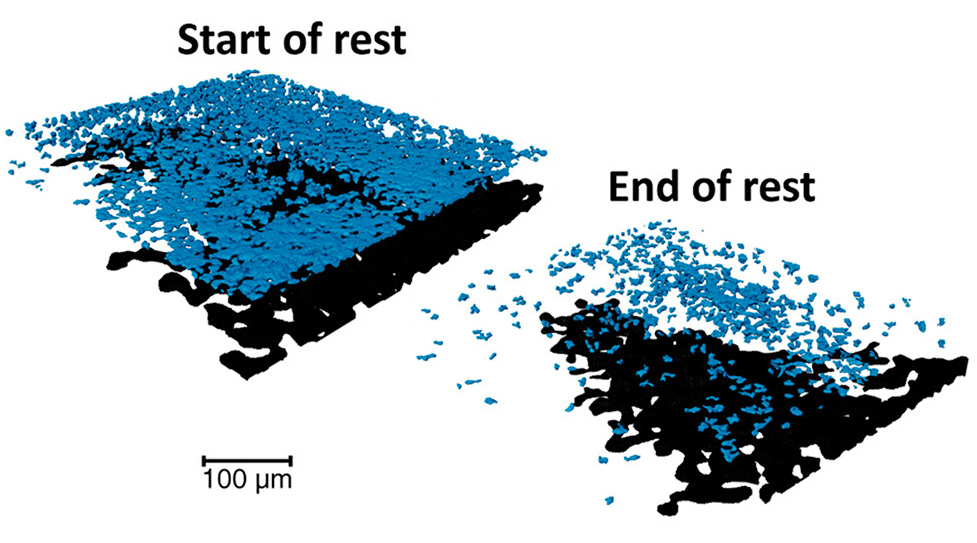 Start of rest
End of rest
100 µm